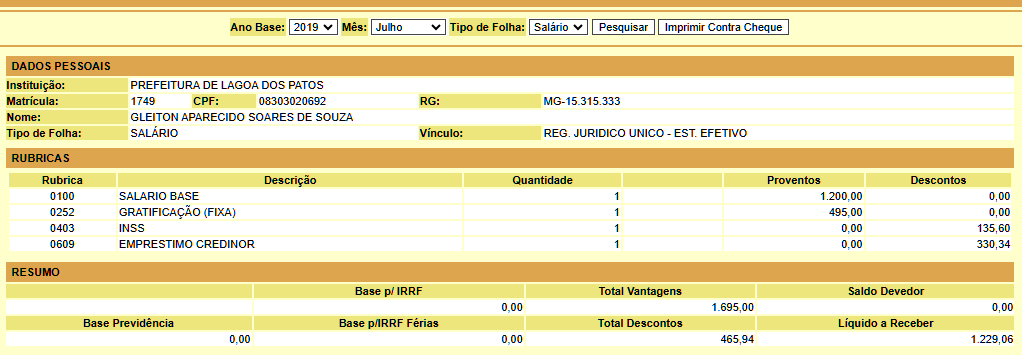 Ano Base: 2019 Mês: Julho Tipo de Folha: Salário Pesquisar Imprimir Contra Cheque
DADOS PESSOAIS
Instituição: PREFEITURA DE LAGOA DOS PATOS
Matrícula: 1749 CPF: 08303020692 RG: MG-15.315.333
Nome: GLEITON APARECIDO SOARES DE SOUZA
Tipo de Folha: SALÁRIO Vínculo: REG. JURIDICO UNICO - EST. EFETIVO
RUBRICAS
Rubrica Descrição Quantidade Proventos Descontos
0100 SALARIO BASE 1 1.200,00 0,00
0252 GRATIFICAÇÃO (FIXA) 1 495,00 0,00
0403 INSS 1 0,00 135,60
0609 EMPRESTIMO CREDINOR 1 0,00 330,34
RESUMO
Base p/ IRRF Total Vantagens Saldo Devedor
0,00 1.695,00 0,00
Base Previdência Base p/IRRF Férias Total Descontos Líquido a Receber
0,00 0,00 465,94 1.229,06